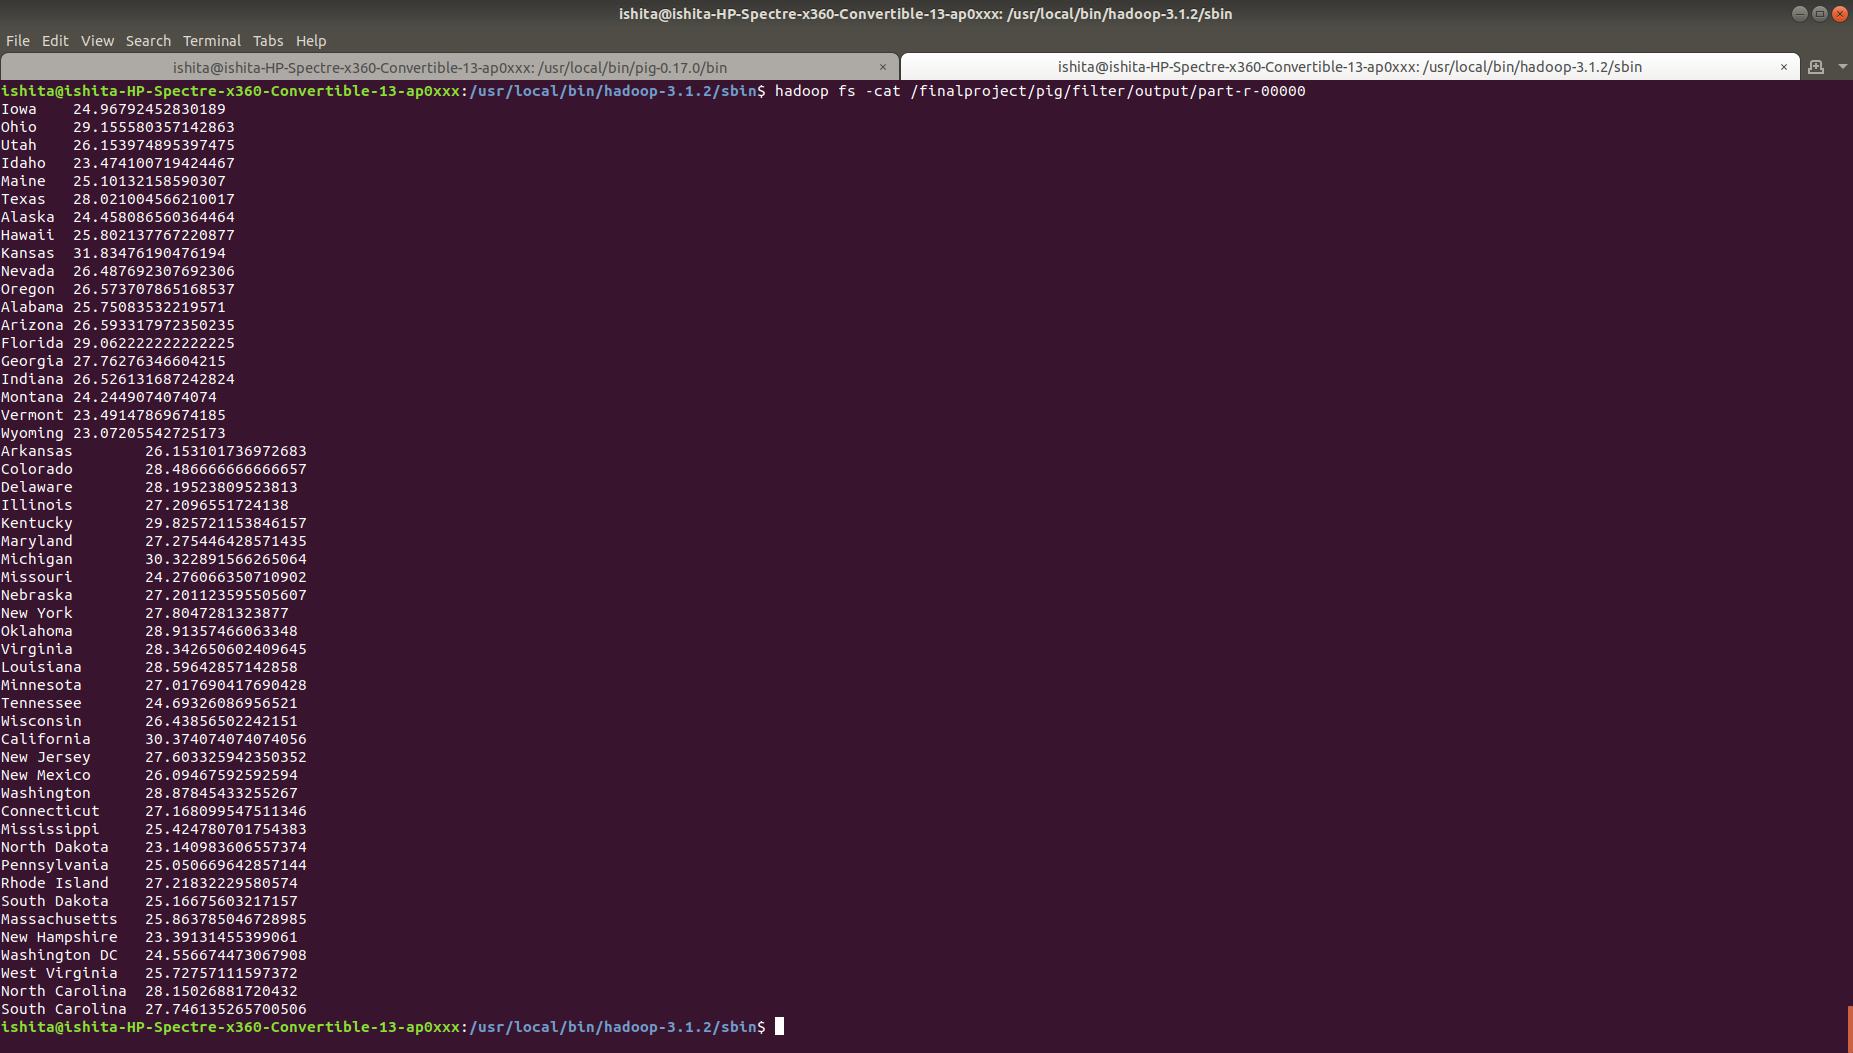 ishita@ishita-HP-Spectre-x360-Convertible-13-ap0xxx: /usr/local/bin/hadoop-3.1.2/sbin
File Edit View Search Terminal Tabs Help
ishita@ishita-HP-Spectre-x360-Convertible-13-ap0xxx: /usr/local/bin/pig-0.17.0/bin × ishita@ishita-HP-Spectre-x360-Convertible-13-ap0xxx: /usr/local/bin/hadoop-3.1.2/sbin ×
ishita@ishita-HP-Spectre-x360-Convertible-13-ap0xxx:/usr/local/bin/hadoop-3.1.2/sbin$ hadoop fs -cat /finalproject/pig/filter/output/part-r-00000
Iowa 24.96792452830189
Ohio 29.155580357142863
Utah 26.153974895397475
Idaho 23.474100719424467
Maine 25.10132158590307
Texas 28.021004566210017
Alaska 24.458086560364464
Hawaii 25.802137767220877
Kansas 31.83476190476194
Nevada 26.487692307692306
Oregon 26.573707865168537
Alabama 25.75083532219571
Arizona 26.593317972350235
Florida 29.062222222222225
Georgia 27.76276346604215
Indiana 26.526131687242824
Montana 24.2449074074074
Vermont 23.49147869674185
Wyoming 23.07205542725173
Arkansas 26.153101736972683
Colorado 28.486666666666657
Delaware 28.19523809523813
Illinois 27.2096551724138
Kentucky 29.825721153846157
Maryland 27.275446428571435
Michigan 30.322891566265064
Missouri 24.276066350710902
Nebraska 27.201123595505607
New York 27.8047281323877
Oklahoma 28.91357466063348
Virginia 28.342650602409645
Louisiana 28.59642857142858
Minnesota 27.017690417690428
Tennessee 24.69326086956521
Wisconsin 26.43856502242151
California 30.374074074074056
New Jersey 27.603325942350352
New Mexico 26.09467592592594
Washington 28.87845433255267
Connecticut 27.168099547511346
Mississippi 25.424780701754383
North Dakota 23.140983606557374
Pennsylvania 25.050669642857144
Rhode Island 27.21832229580574
South Dakota 25.16675603217157
Massachusetts 25.863785046728985
New Hampshire 23.39131455399061
Washington DC 24.556674473067908
West Virginia 25.72757111597372
North Carolina 28.15026881720432
South Carolina 27.746135265700506
ishita@ishita-HP-Spectre-x360-Convertible-13-ap0xxx:/usr/local/bin/hadoop-3.1.2/sbin$